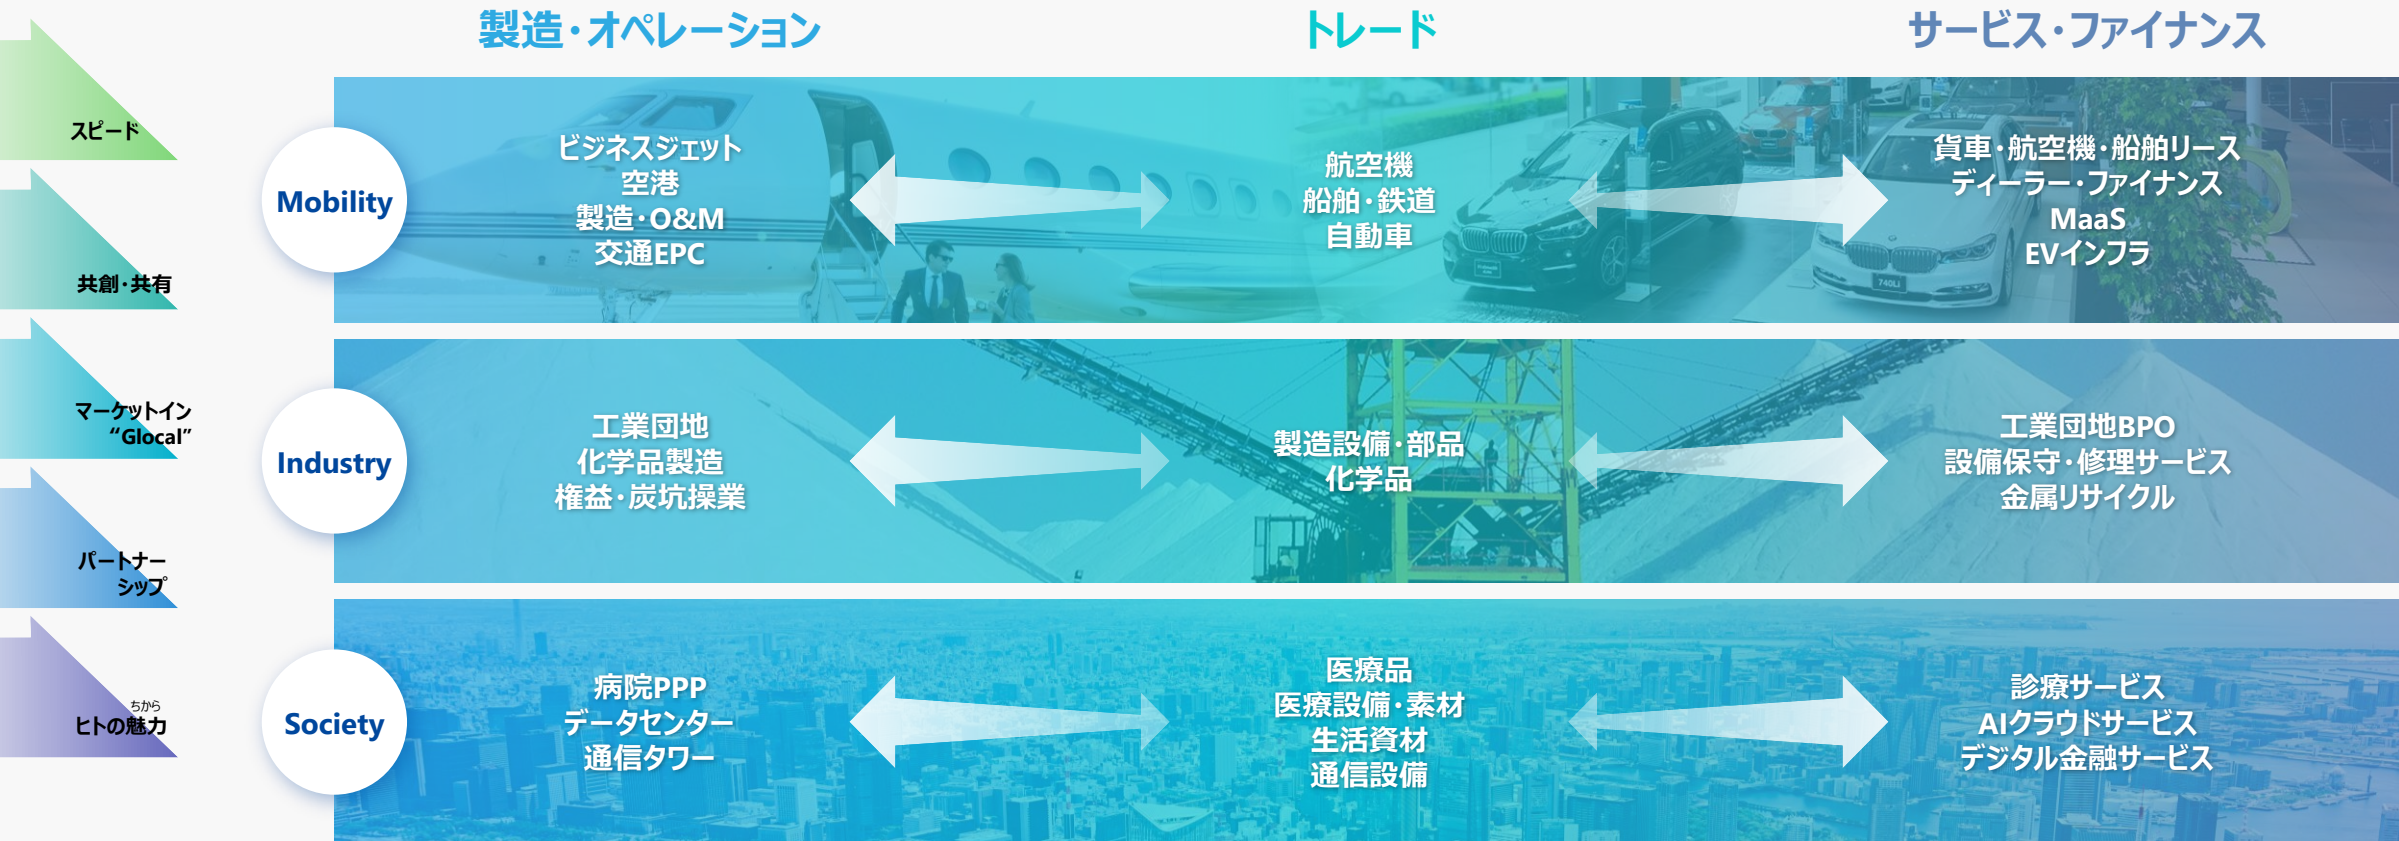 製造・オペレーション
トレード
サービス・ファイナンス
スピード
共創・共有
マーケットイン
“Glocal”
パートナー
シップ
ちから
ヒトの魅力
Mobility
ビジネスジェット
空港
製造・O&M
交通EPC
航空機
船舶・鉄道
自動車
貨車・航空機・船舶リース
ディーラー・ファイナンス
MaaS
EVインフラ
740Li
Industry
工業団地
化学品製造
権益・炭坑操業
製造設備・部品
化学品
工業団地BPO
設備保守・修理サービス
金属リサイクル
Society
病院PPP
データセンター
通信タワー
医療品
医療設備・素材
生活資材
通信設備
診療サービス
AIクラウドサービス
デジタル金融サービス